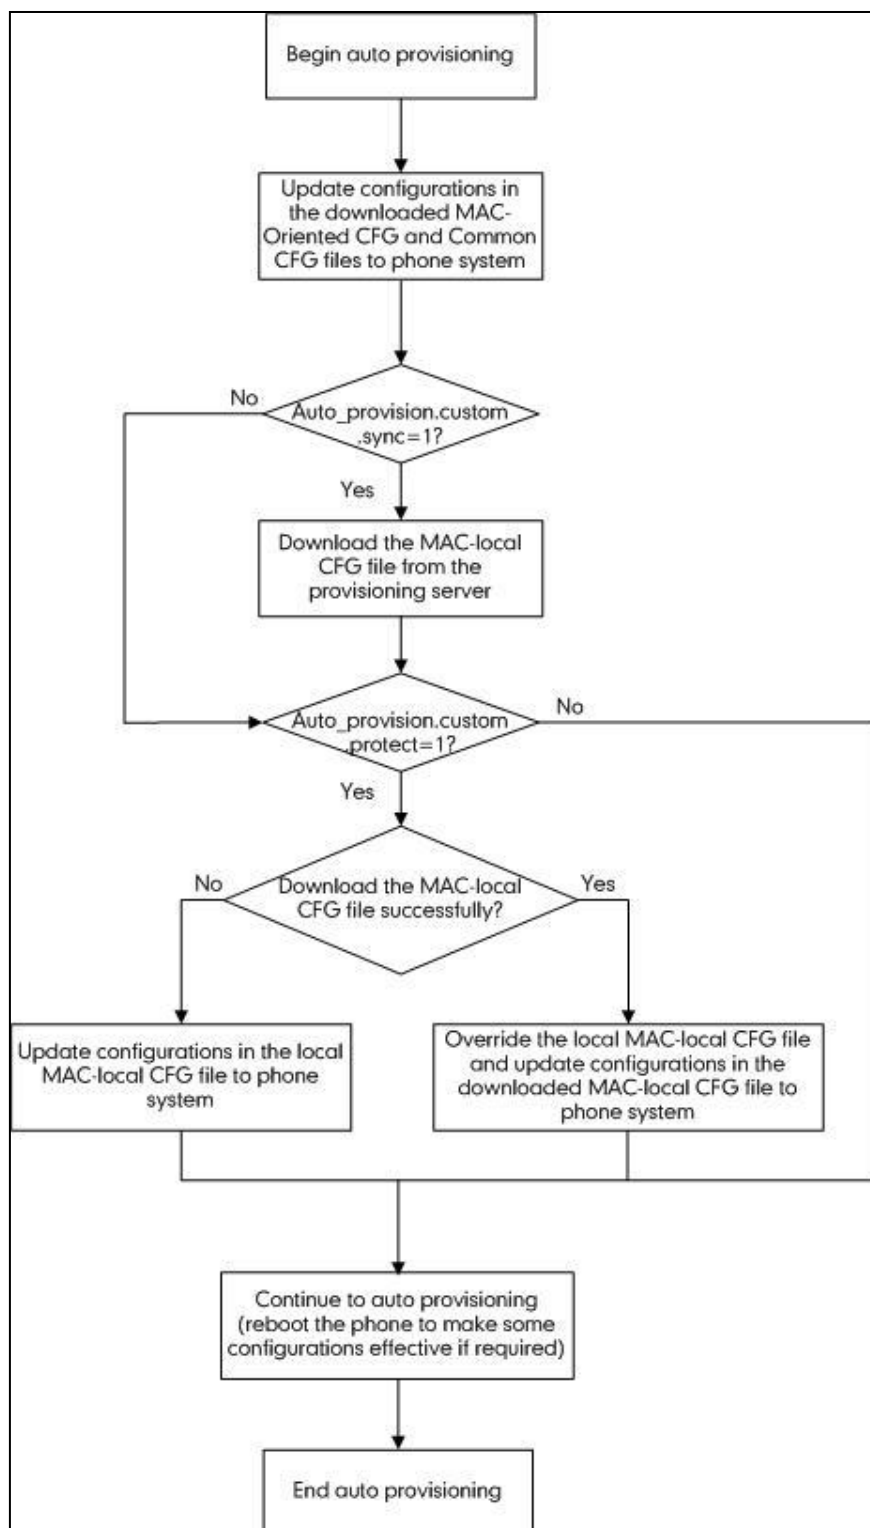 Begin auto provisioning
Update configurations in
the downloaded MAC-
Oriented CFG and Common
CFG files to phone system
No
Auto_provision.custom
.sync=1?
Yes
Download the MAC-local
CFG file from the
provisioning server
Auto_provision.custom
.protect=1?
No
Yes
No
Download the MAC-local
CFG file successfully?
Yes
Update configurations in the local
MAC-local CFG file to phone
system
Override the local MAC-local CFG file
and update configurations in the
downloaded MAC-local CFG file to
phone system
Continue to auto provisioning
(reboot the phone to make some
configurations effective if required)
End auto provisioning